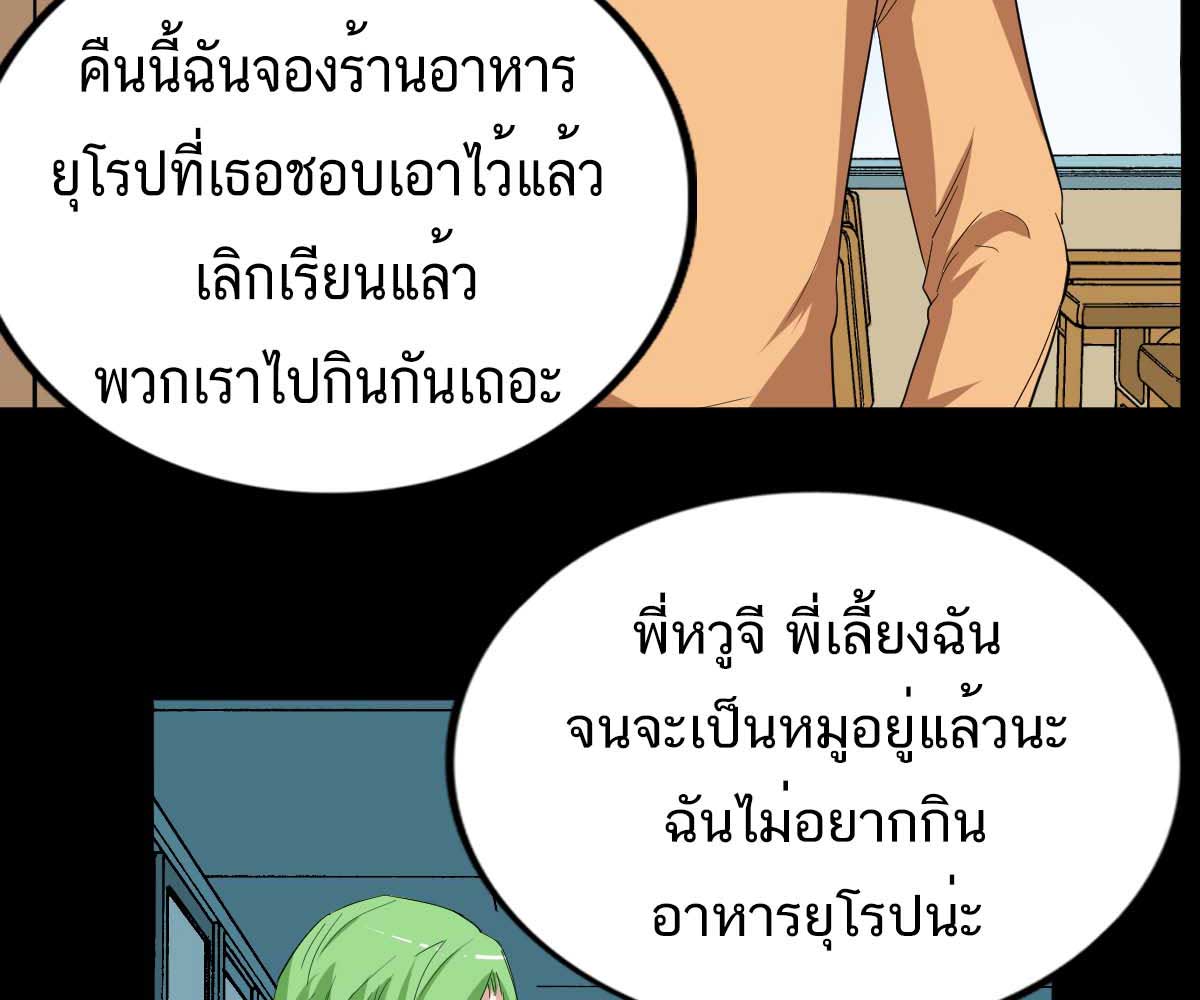 คืนนี้ฉันจองร้านอาหาร
ยุโรปที่เธอชอบเอาไว้แล้ว
เลิกเรียนแล้ว
พวกเราไปกินกันเถอะ
พี่หวูจี พี่เลี้ยงฉัน
จนจะเป็นหมูอยู่แล้วนะ
ฉันไม่อยากกิน
อาหารยุโรปน่ะ